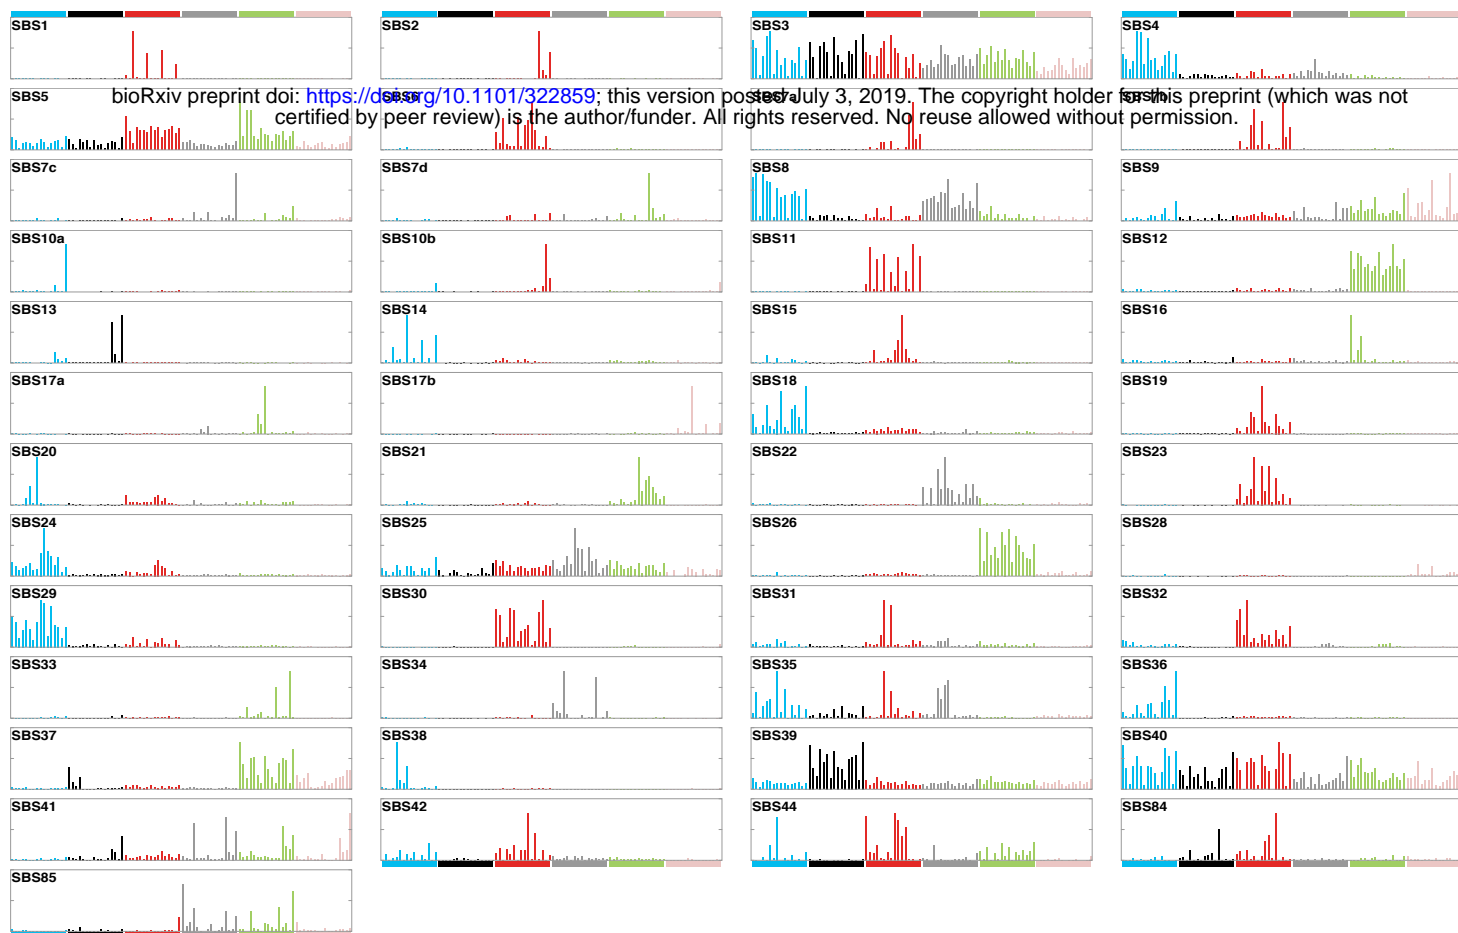 SBS1 SBS2 SBS3 SBS4
SBS5 SBS6 SBS7a SBS7b
bioRxiv preprint doi: https://doi.org/10.1101/322859; this version posted July 3, 2019. The copyright holder for this preprint (which was not
certified by peer review) is the author/funder. All rights reserved. No reuse allowed without permission.
SBS7c SBS7d SBS8 SBS9
SBS10a SBS10b SBS11 SBS12
SBS13 SBS14 SBS15 SBS16
SBS17a SBS17b SBS18 SBS19
SBS20 SBS21 SBS22 SBS23
SBS24 SBS25 SBS26 SBS28
SBS29 SBS30 SBS31 SBS32
SBS33 SBS34 SBS35 SBS36
SBS37 SBS38 SBS39 SBS40
SBS41 SBS42 SBS44 SBS84
SBS85